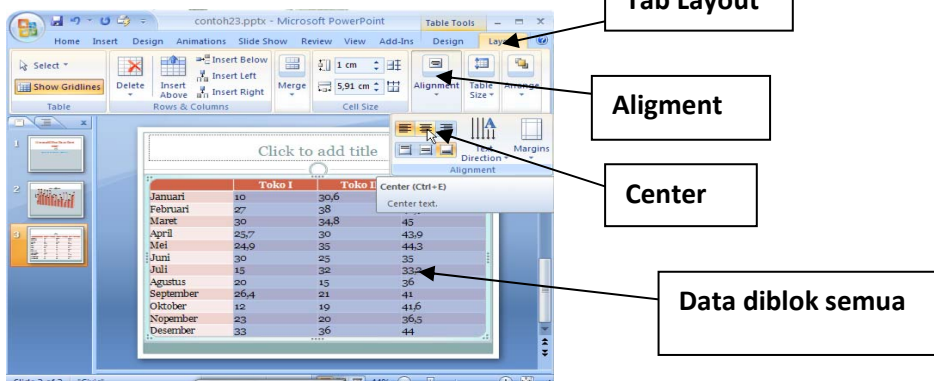 Tab Layout
contoh23.pptx - Microsoft PowerPoint
Table Tools
Home Insert Design Animations Slide Show Review View Add-Ins Design
Select
Show Gridlines
Table
Delete
Insert Above
Insert Below
Insert Left
Insert Right
Rows & Columns
Merge
1 cm
5,91 cm
Cell Size
Alignment
Table Size
Arrange
Text Direction
Margins
Alignment
Center (Ctrl+E)
Center text.
Aligment
Center
Data diblok semua
1
2
3
Click to add title
Toko I Toko II
Januari 10 30,6
Februari 27 38
Maret 30 34,8 45
April 25,7 30 43,9
Mei 24,9 35 44,3
Juni 30 25 35
Juli 15 32
Agustus 20 15 36
September 26,4 21 41
Oktober 12 19 41,6
Nopember 23 20 36,5
Desember 33 36 44